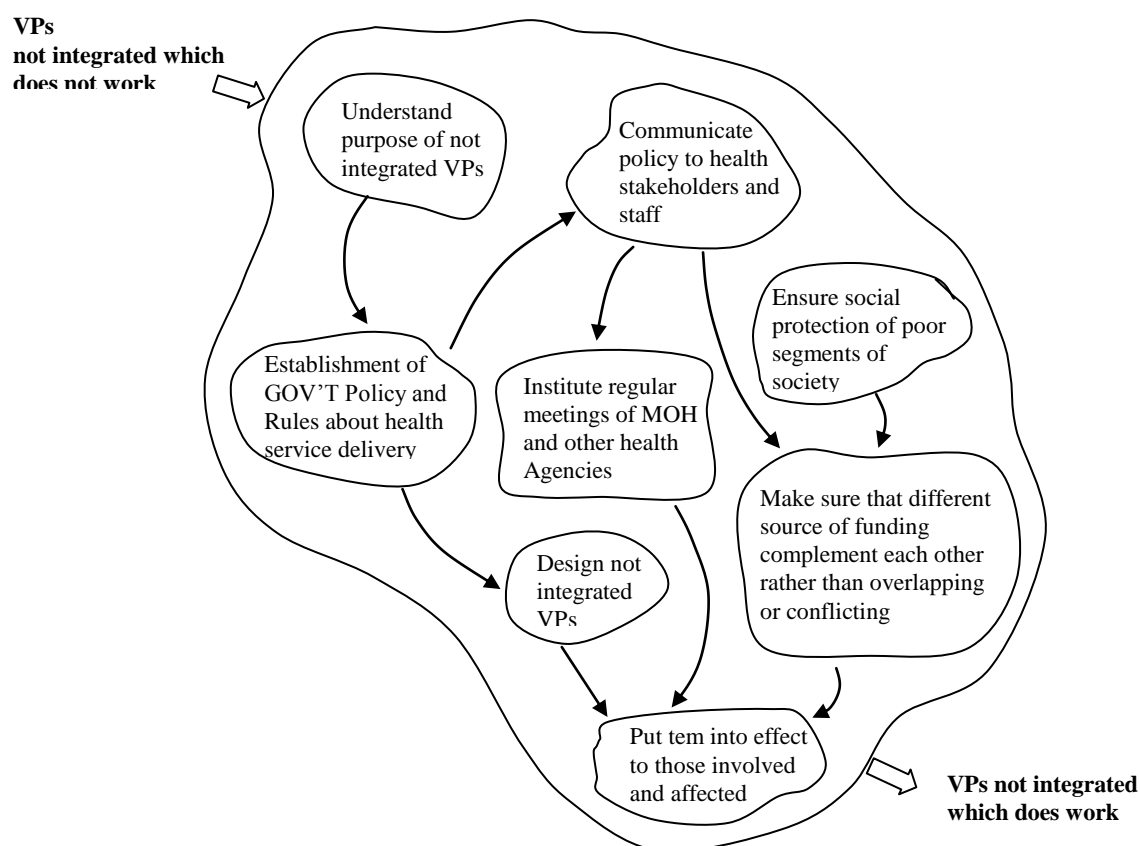 VPs
not integrated which
does not work
Understand
purpose of not
integrated VPs
Communicate
policy to health
stakeholders and
staff
Ensure social
protection of poor
segments of
society
Establishment of
GOV'T Policy and
Rules about health
service delivery
Institute regular
meetings of MOH
and other health
Agencies
Make sure that different
source of funding
complement each other
rather than overlapping
or conflicting
Design not
integrated
VPs
Put tem into effect
to those involved
and affected
VPs not integrated
which does work